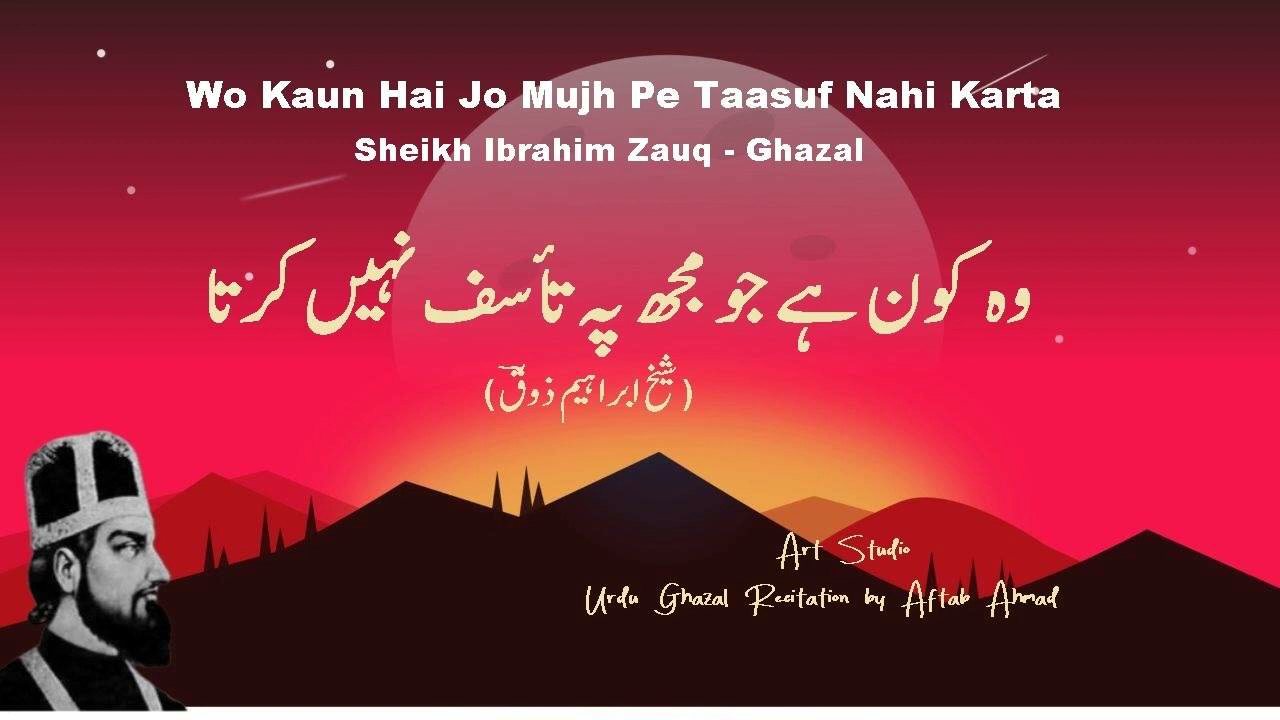 Wo Kaun Hai Jo Mujh Pe Taasuf Nahi Karta
Sheikh Ibrahim Zauq - Ghazal
وہ کون ہے جو مجھ پہ تأسف نہیں کرتا
(شیخ ابراہیم ذوقؔ)
Art Studio
Urdu Ghazal Recitation by Aftab Ahmad